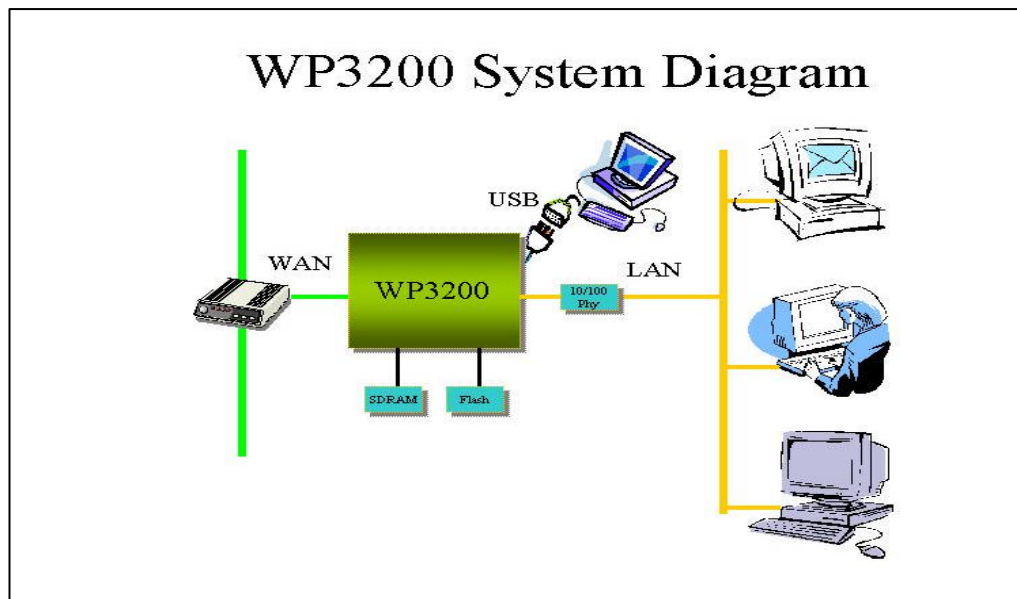 WP3200 System Diagram
USB
WAN
LAN
WP3200
10/100
Phy
SDRAM
Flash